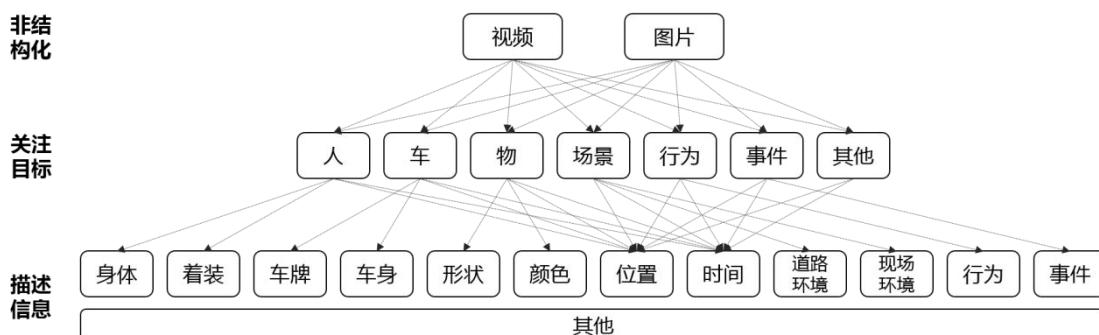 非结
构化
视频
图片
关注
目标
人
车
物
场景
行为
事件
其他
描述
信息
身体
着装
车牌
车身
形状
颜色
位置
时间
道路
环境
现场
环境
行为
事件
其他